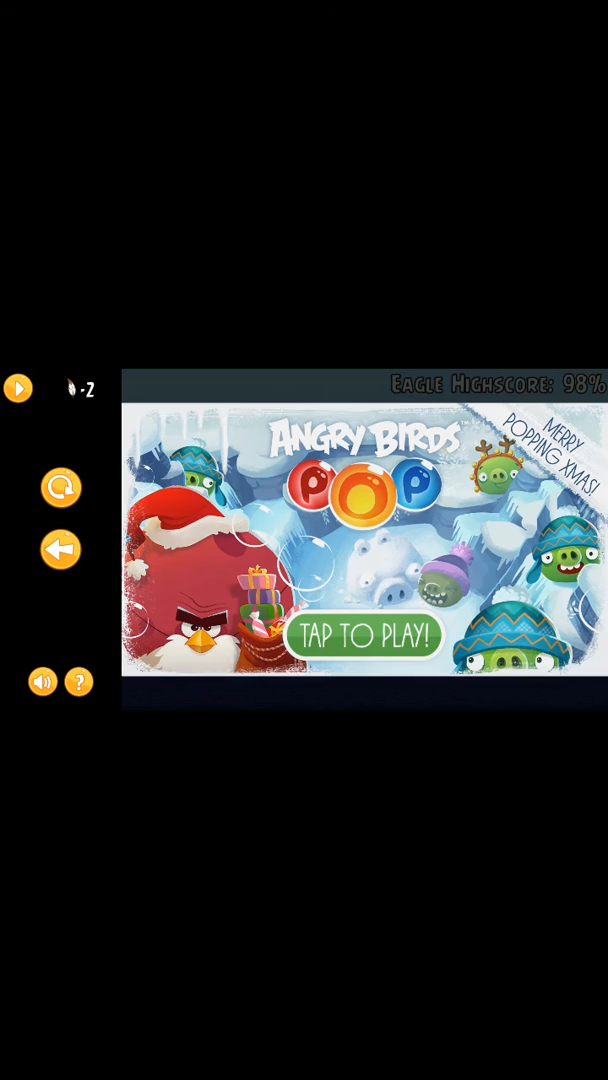 -2
EAGLE HIGHSCORE: 98%
ANGRY BIRDS
POP
MERRY
POPPING XMAS!
TAP TO PLAY!
?